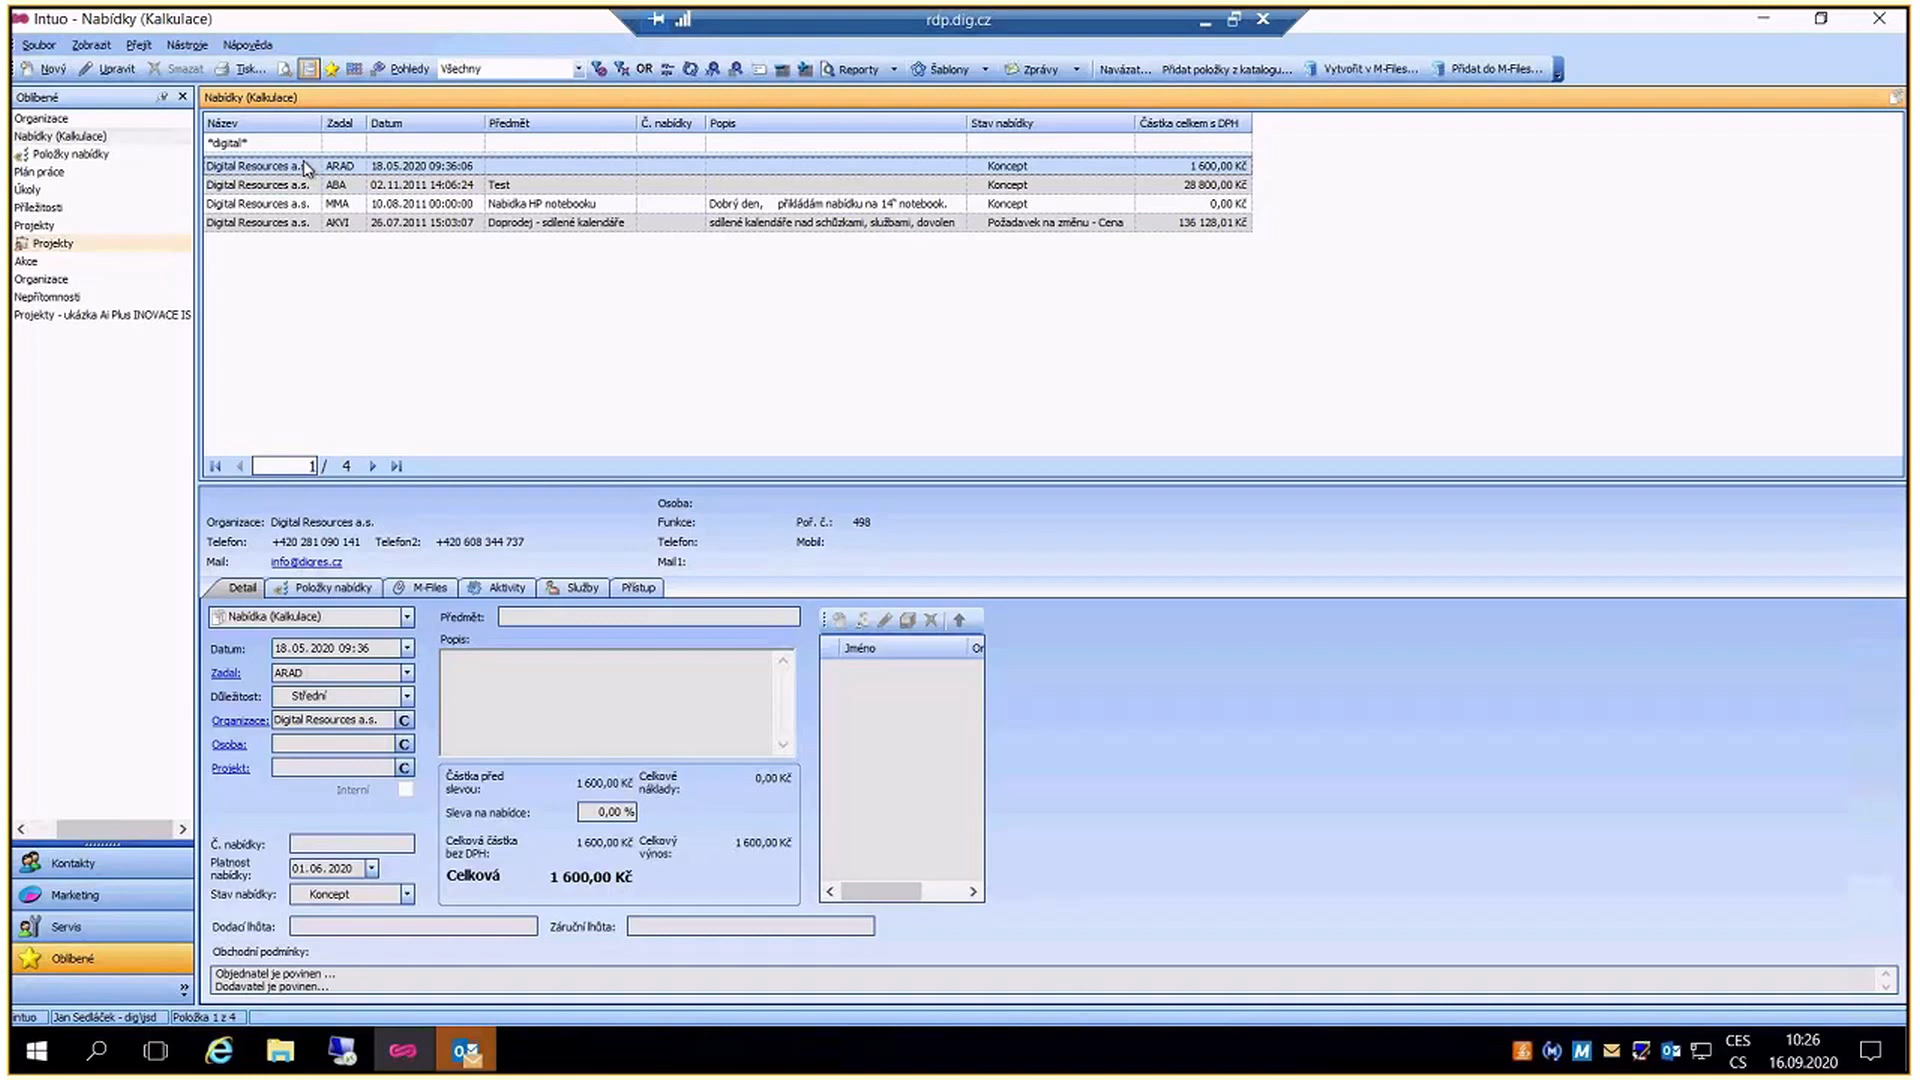 Intuo - Nabídky (Kalkulace)
rdp.dig.cz
Soubor Zobrazit Přejít Nástroje Nápověda
Nový Upravit Smazat Tisk... Pohledy Všechny OR Reporty Šablony Zprávy Navázat... Přidat položky z katalogu... Vytvořit v M-Files... Přidat do M-Files...
Oblíbené
Organizace
Nabídky (Kalkulace)
Položky nabídky
Plán práce
Úkoly
Příležitosti
Projekty
Projekty
Akce
Organizace
Nepřítomnosti
Projekty - ukázka Ai Plus INOVACE IS
Kontakty
Marketing
Servis
Oblíbené
Nabídky (Kalkulace)
Název Zadal Datum Předmět Č. nabídky Popis Stav nabídky Částka celkem s DPH
*digital*
Digital Resources a.s. ARAD 18.05.2020 09:36:06 Koncept 1 600,00 Kč
Digital Resources a.s. ABA 02.11.2011 14:06:24 Test Koncept 28 800,00 Kč
Digital Resources a.s. MMA 10.08.2011 00:00:00 Nabídka HP notebooku Dobrý den, přikládám nabídku na 14" notebook. Koncept 0,00 Kč
Digital Resources a.s. AKVI 26.07.2011 15:03:07 Doprodej - sdílené kalendáře sdílené kalendáře nad schůzkami, službami, dovolen Požadavek na změnu - Cena 136 128,01 Kč
1 / 4
Osoba:
Organizace: Digital Resources a.s. Funkce: Poř. č.: 498
Telefon: +420 281 090 141 Telefon2: +420 608 344 737 Telefon: Mobil:
Mail: info@digres.cz Mail1:
Detail Položky nabídky M-Files Aktivity Služby Přístup
Nabídka (Kalkulace) Předmět:
Popis:
Datum: 18.05.2020 09:36
Zadal: ARAD
Důležitost: Střední
Organizace: Digital Resources a.s. C
Osoba: C
Projekt: C
Interní
Jméno Or
Částka před slevou: 1 600,00 Kč Celkové náklady: 0,00 Kč
Sleva na nabídce: 0,00 %
Celková částka bez DPH: 1 600,00 Kč Celkový výnos: 1 600,00 Kč
Celková 1 600,00 Kč
Č. nabídky:
Platnost nabídky: 01.06.2020
Stav nabídky: Koncept
Dodací lhůta: Záruční lhůta:
Obchodní podmínky:
Objednatel je povinen ...
Dodavatel je povinen...
intuo Jan Sedláček - dig\jsd Položka 1 z 4
CES
CS
10:26
16.09.2020